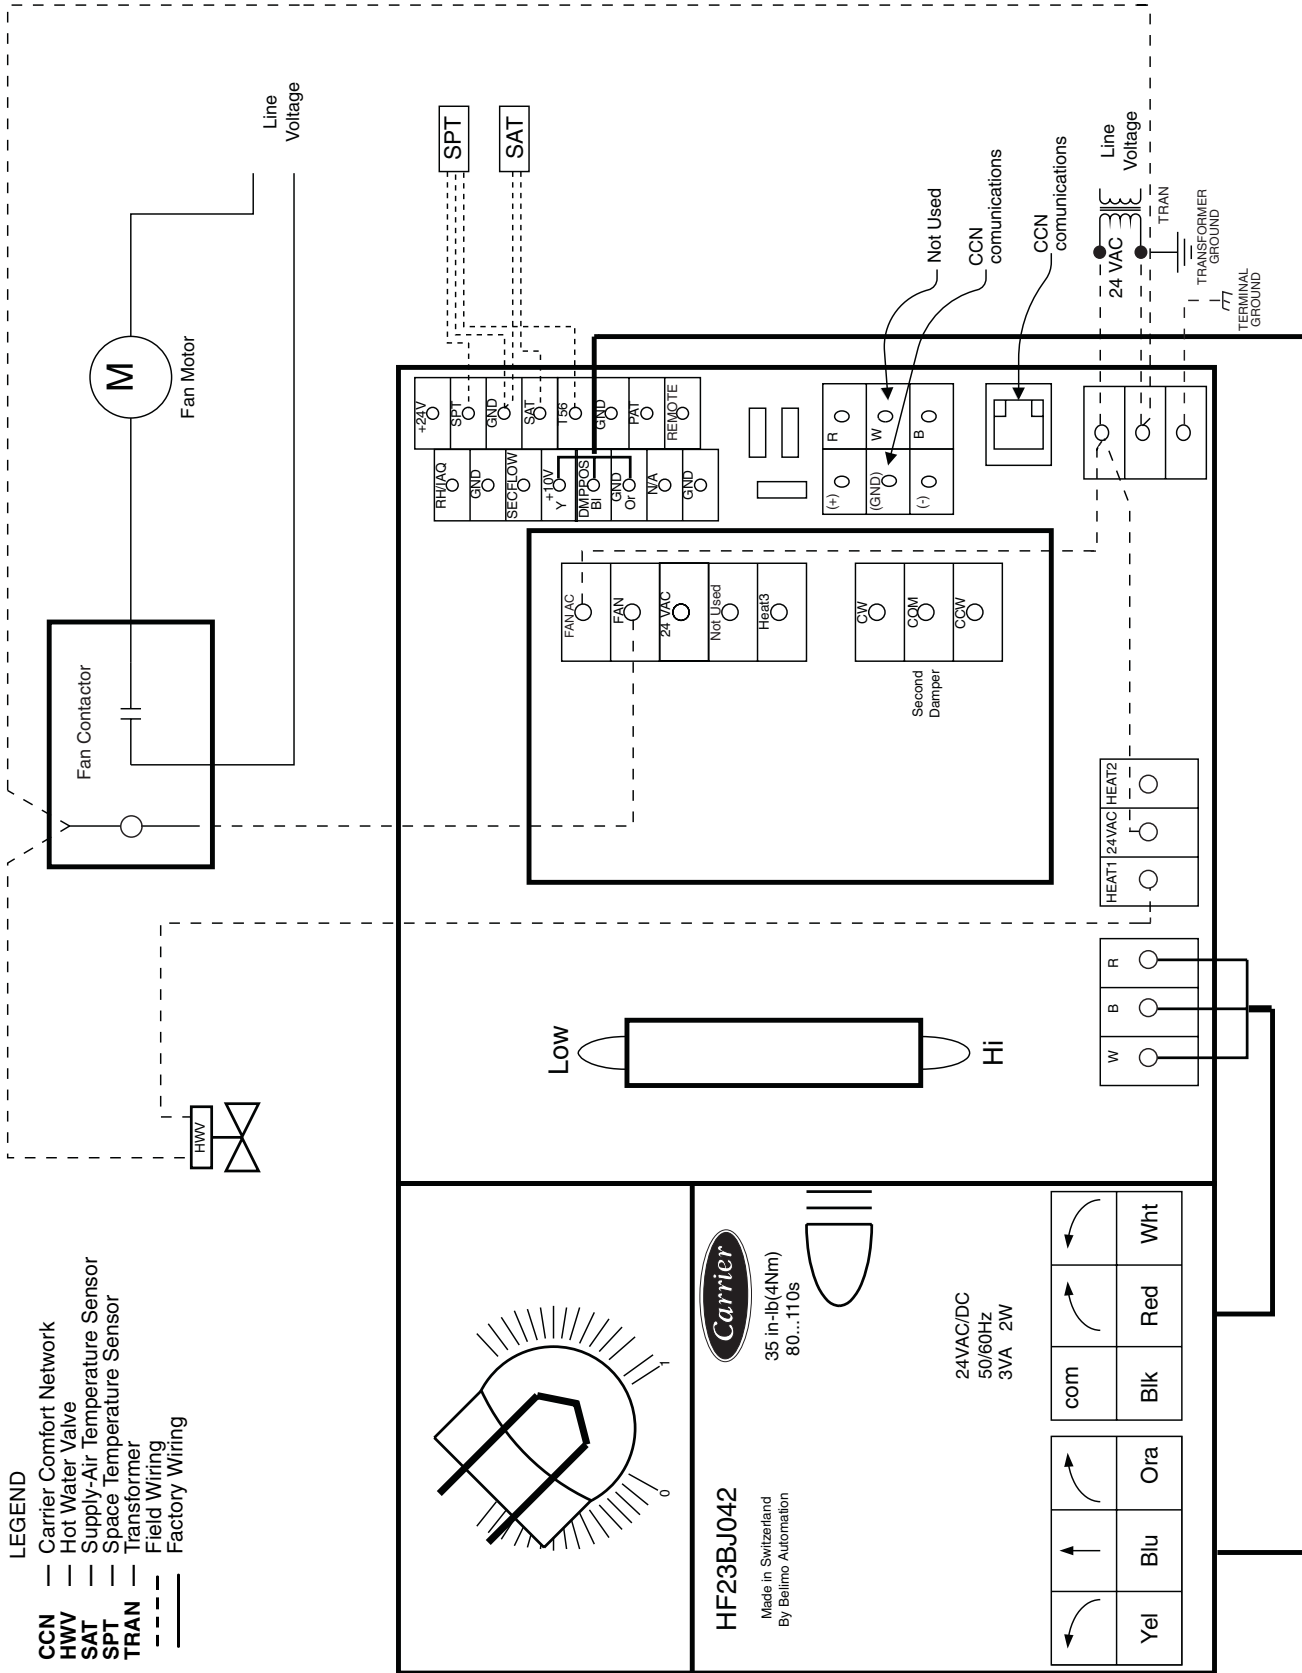 LEGEND
CCN — Carrier Comfort Network
HWV — Hot Water Valve
SAT — Supply-Air Temperature Sensor
SPT — Space Temperature Sensor
TRAN — Transformer
Field Wiring
Factory Wiring
HWV
Fan Contactor
M
Fan Motor
Line
Voltage
SPT
SAT
+24V
SPT
GND
SAT
T56
GND
PAT
REMOTE
RH/IAQ
GND
SECFLOW
+10V
Y
DMPPOS
Bl
GND
Or
N/A
GND
R
W
B
(+)
(GND)
(-)
Not Used
CCN
comunications
CCN
comunications
Line
Voltage
24 VAC
TRAN
TRANSFORMER
GROUND
TERMINAL
GROUND
FAN AC
FAN
24 VAC
Not Used
Heat3
CW
COM
CCW
Second
Damper
HEAT1
24VAC
HEAT2
W
B
R
Low
Hi
0
1
Carrier
35 in-lb(4Nm)
80...110s
HF23BJ042
Made in Switzerland
By Belimo Automation
24VAC/DC
50/60Hz
3VA 2W
com
Yel
Blu
Ora
Blk
Red
Wht